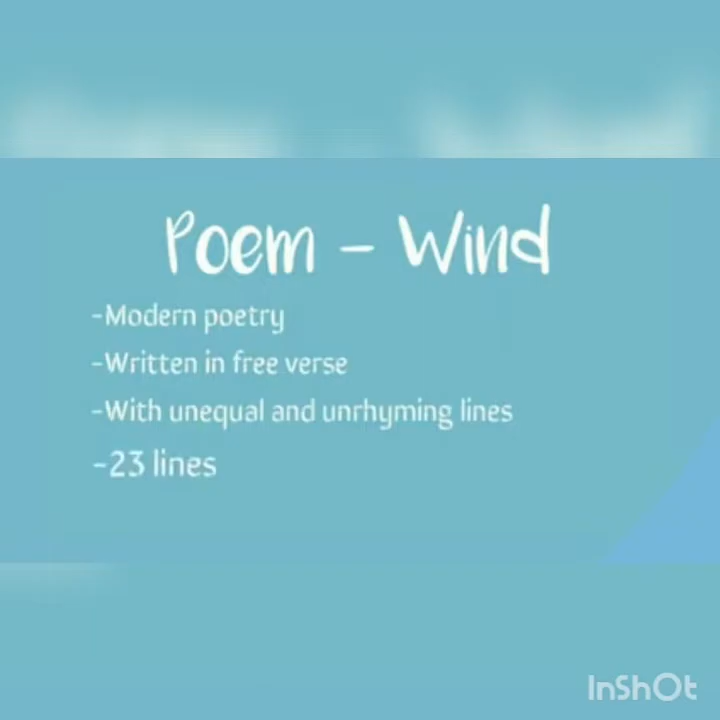 Poem - Wind
-Modern poetry
-Written in free verse
-With unequal and unrhyming lines
-23 lines
InShOt